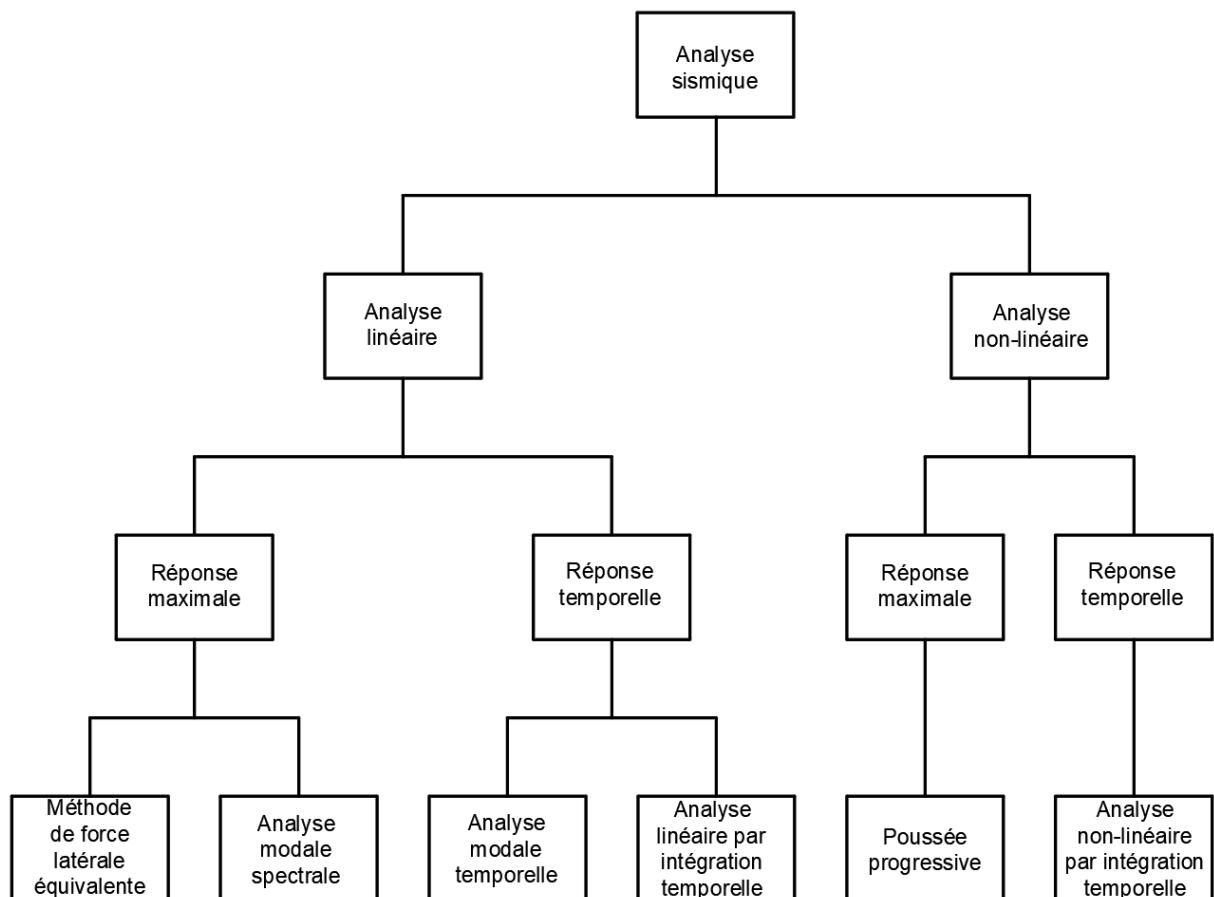 Analyse
sismique
Analyse
linéaire
Analyse
non-linéaire
Réponse
maximale
Réponse
temporelle
Réponse
maximale
Réponse
temporelle
Méthode
de force
latérale
équivalente
Analyse
modale
spectrale
Analyse
modale
temporelle
Analyse
linéaire par
intégration
temporelle
Poussée
progressive
Analyse
non-linéaire
par intégration
temporelle